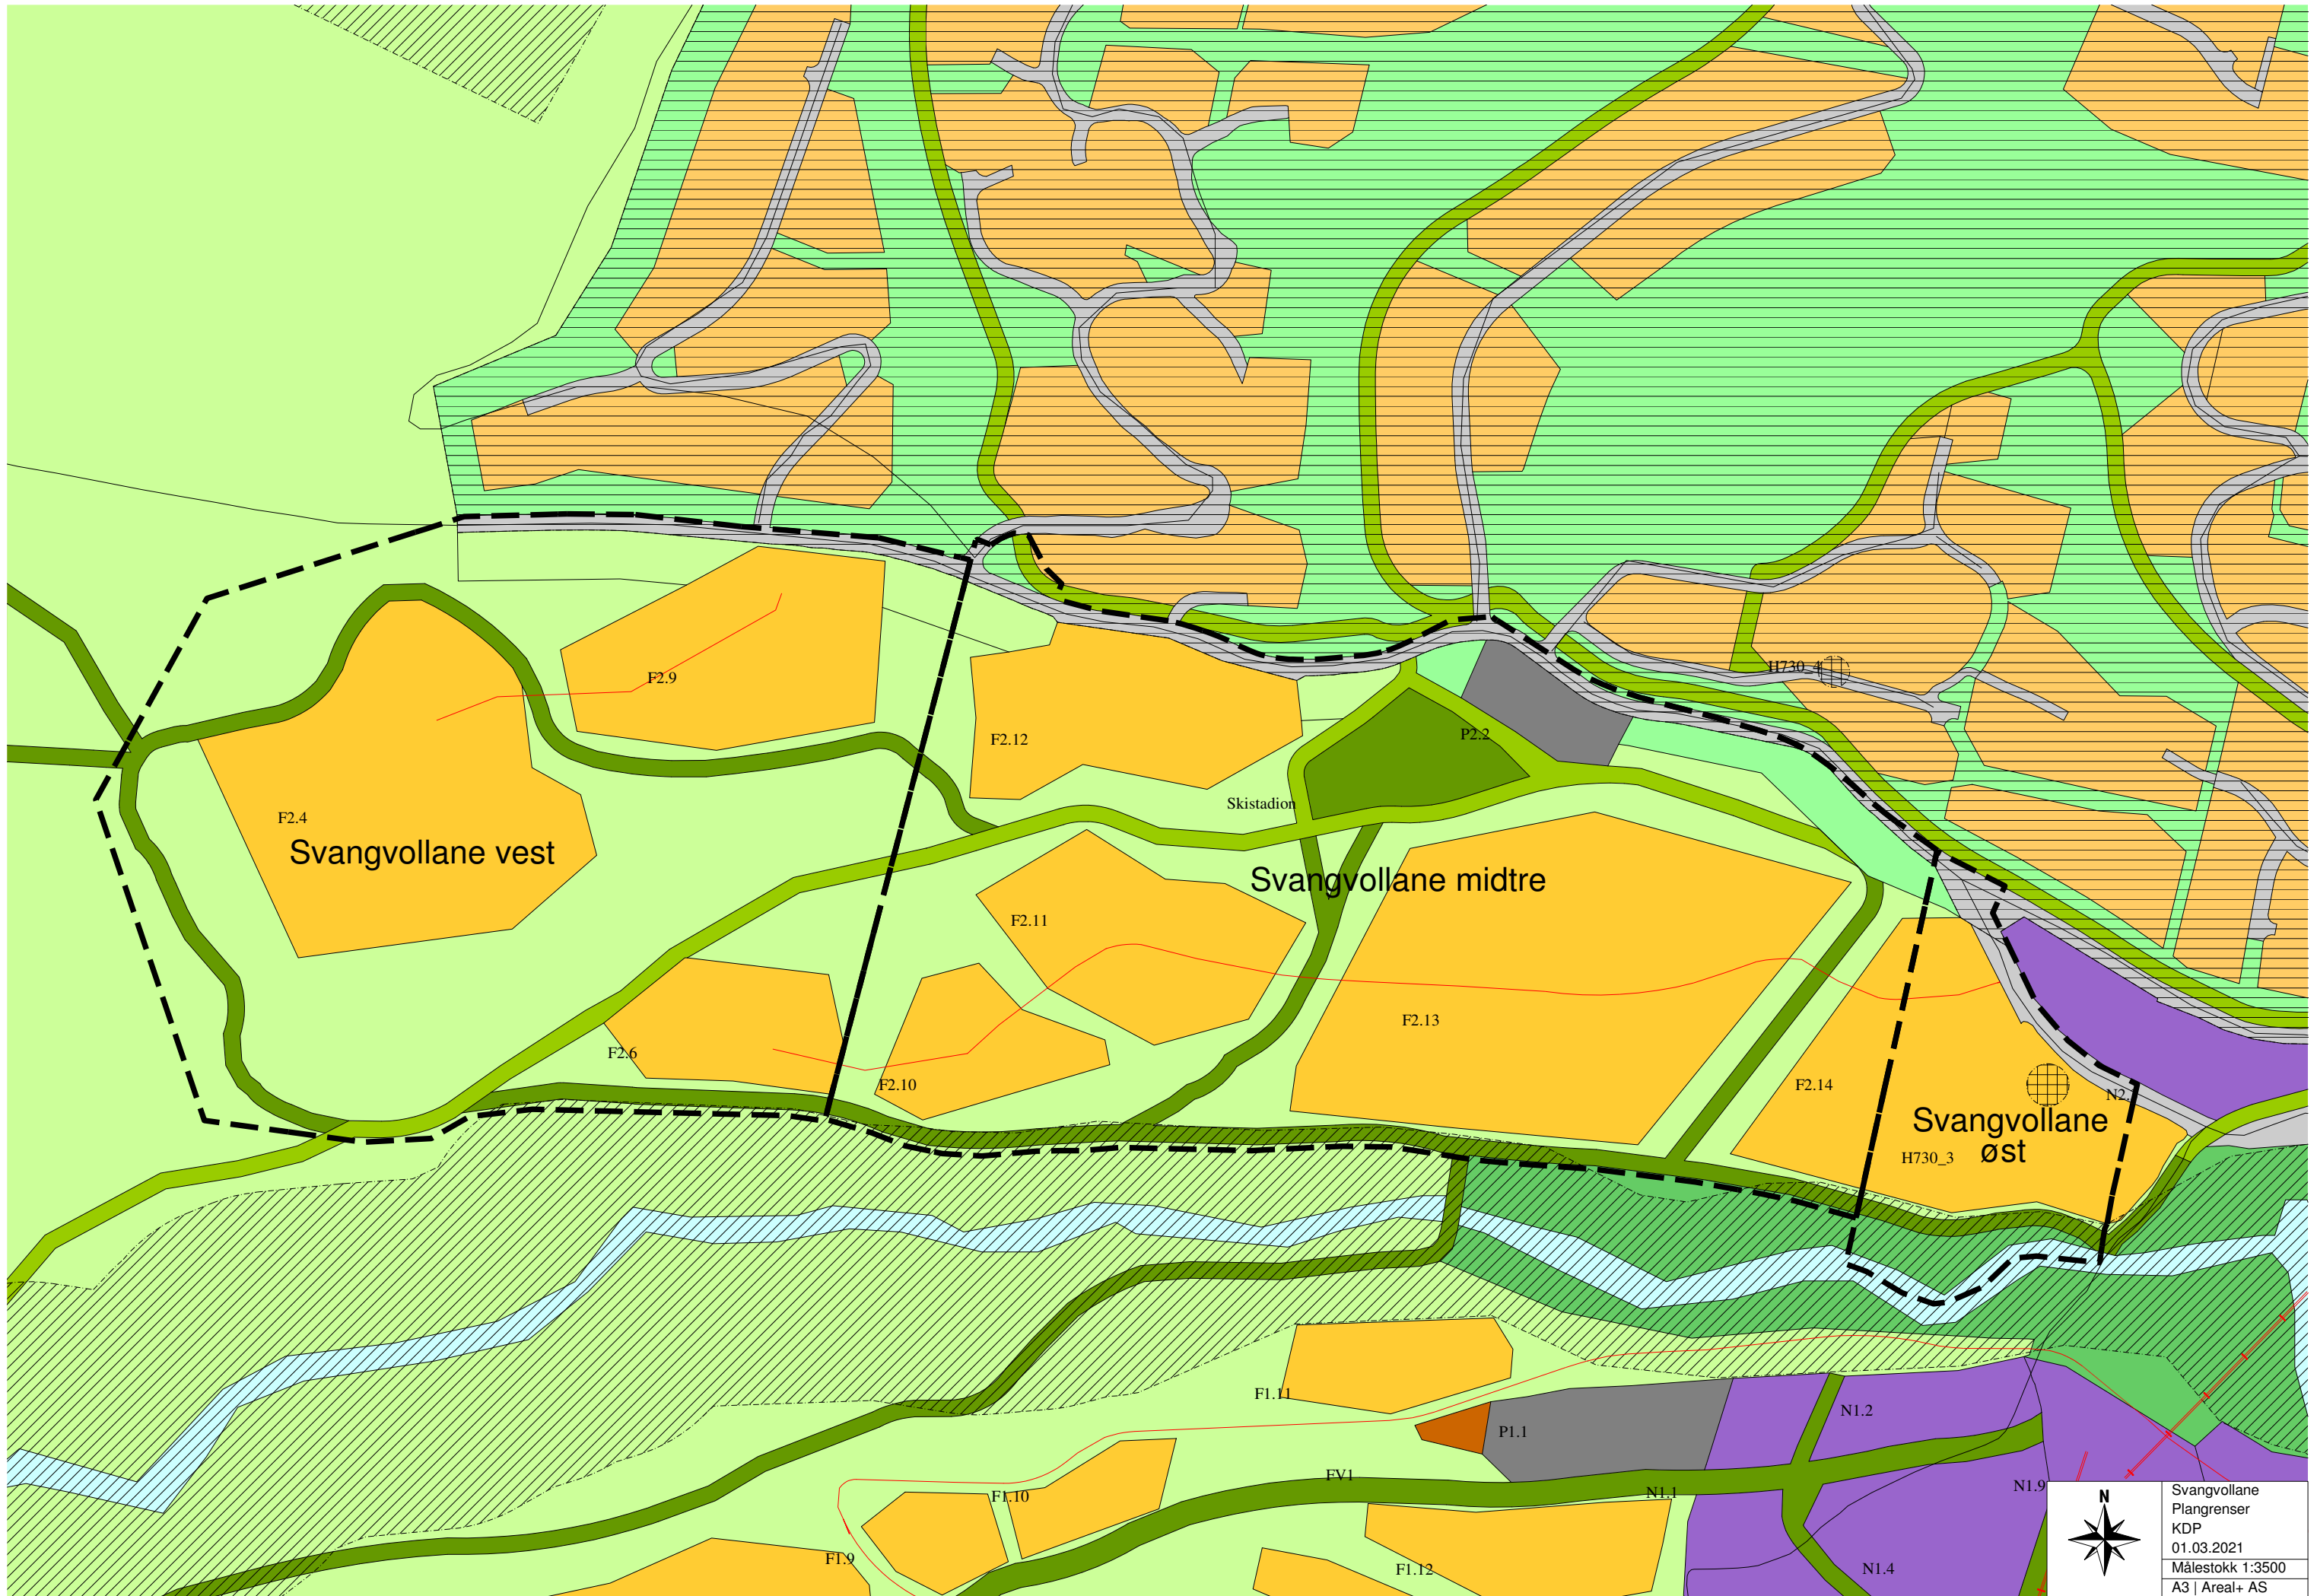 H730_4
F2.9
P2.2
F2.12
Skistadion
F2.4
Svangvollane vest
Svangvollane midtre
F2.11
F2.13
F2.6
F2.10
F2.14
N2.
Svangvollane
øst
H730_3
F1.11
N1.2
P1.1
FV1
N1.1
N1.9
F1.10
F1.9
F1.12
N1.4
N
Svangvollane
Plangrenser
KDP
01.03.2021
Målestokk 1:3500
A3 | Areal+ AS